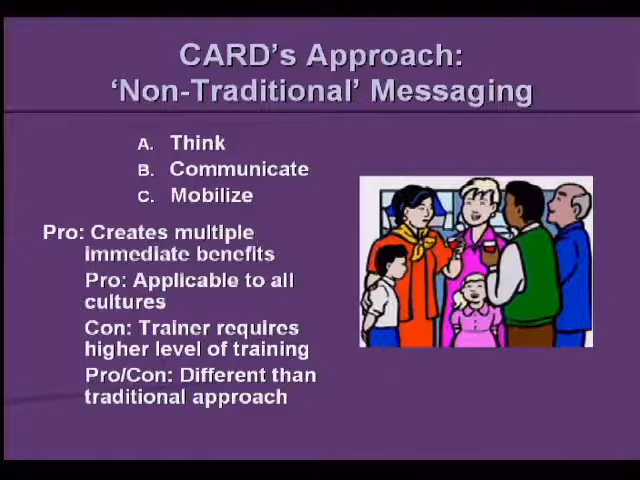 CARD's Approach:
'Non-Traditional' Messaging
A. Think
B. Communicate
C. Mobilize
Pro: Creates multiple
immediate benefits
Pro: Applicable to all
cultures
Con: Trainer requires
higher level of training
Pro/Con: Different than
traditional approach